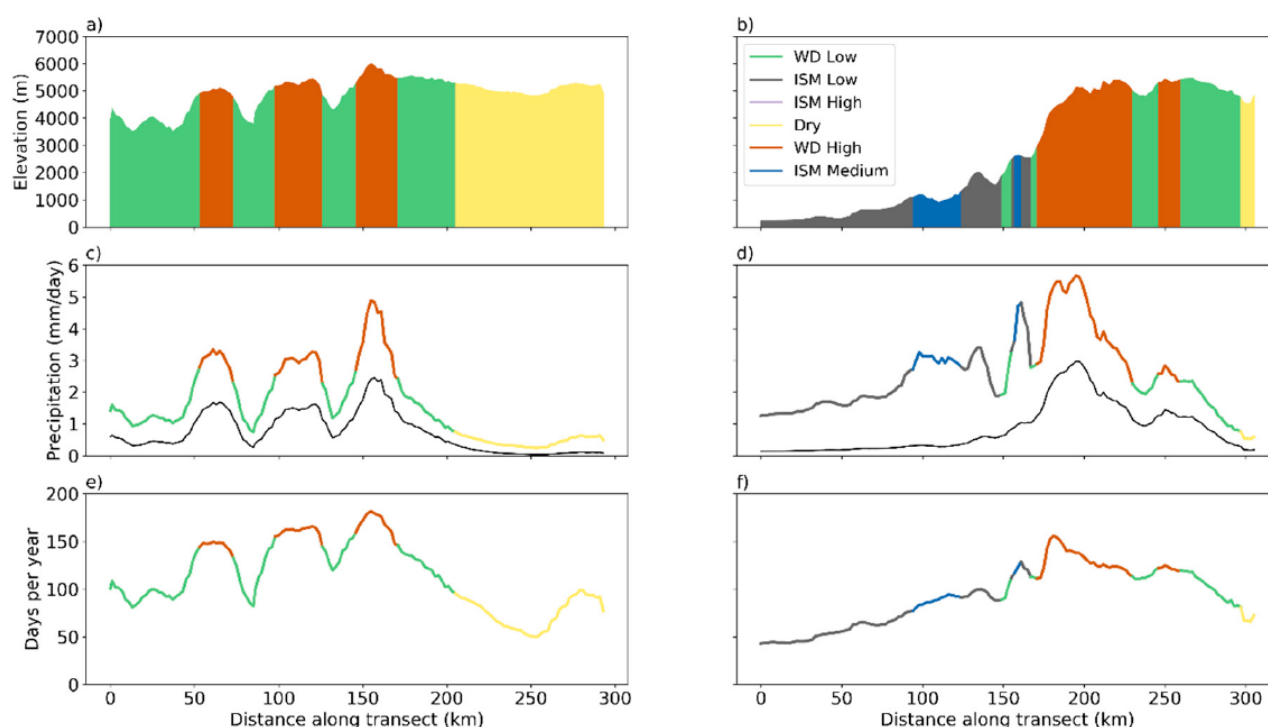 a)
b)
7000
6000
5000
4000
3000
2000
1000
0
Elevation (m)
WD Low
ISM Low
ISM High
Dry
WD High
ISM Medium
c)
d)
6
5
4
3
2
1
0
Precipitation (mm/day)
e)
f)
200
150
100
50
0
Days per year
0 50 100 150 200 250 300
0 50 100 150 200 250 300
Distance along transect (km)
Distance along transect (km)